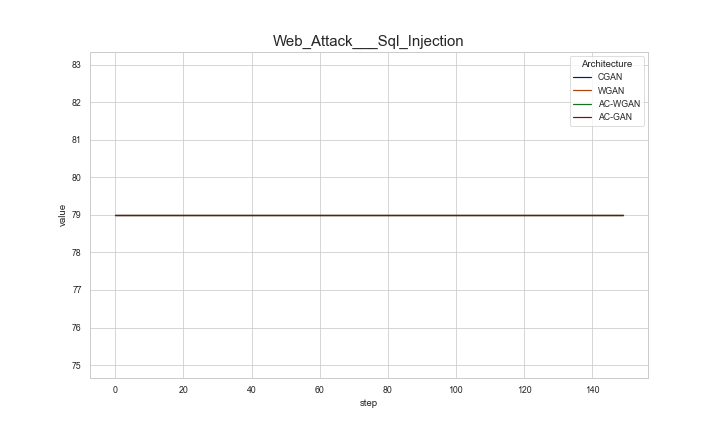 Web_Attack___Sql_Injection
Architecture
CGAN
WGAN
AC-WGAN
AC-GAN
83
82
81
80
79
78
77
76
75
value
0 20 40 60 80 100 120 140
step